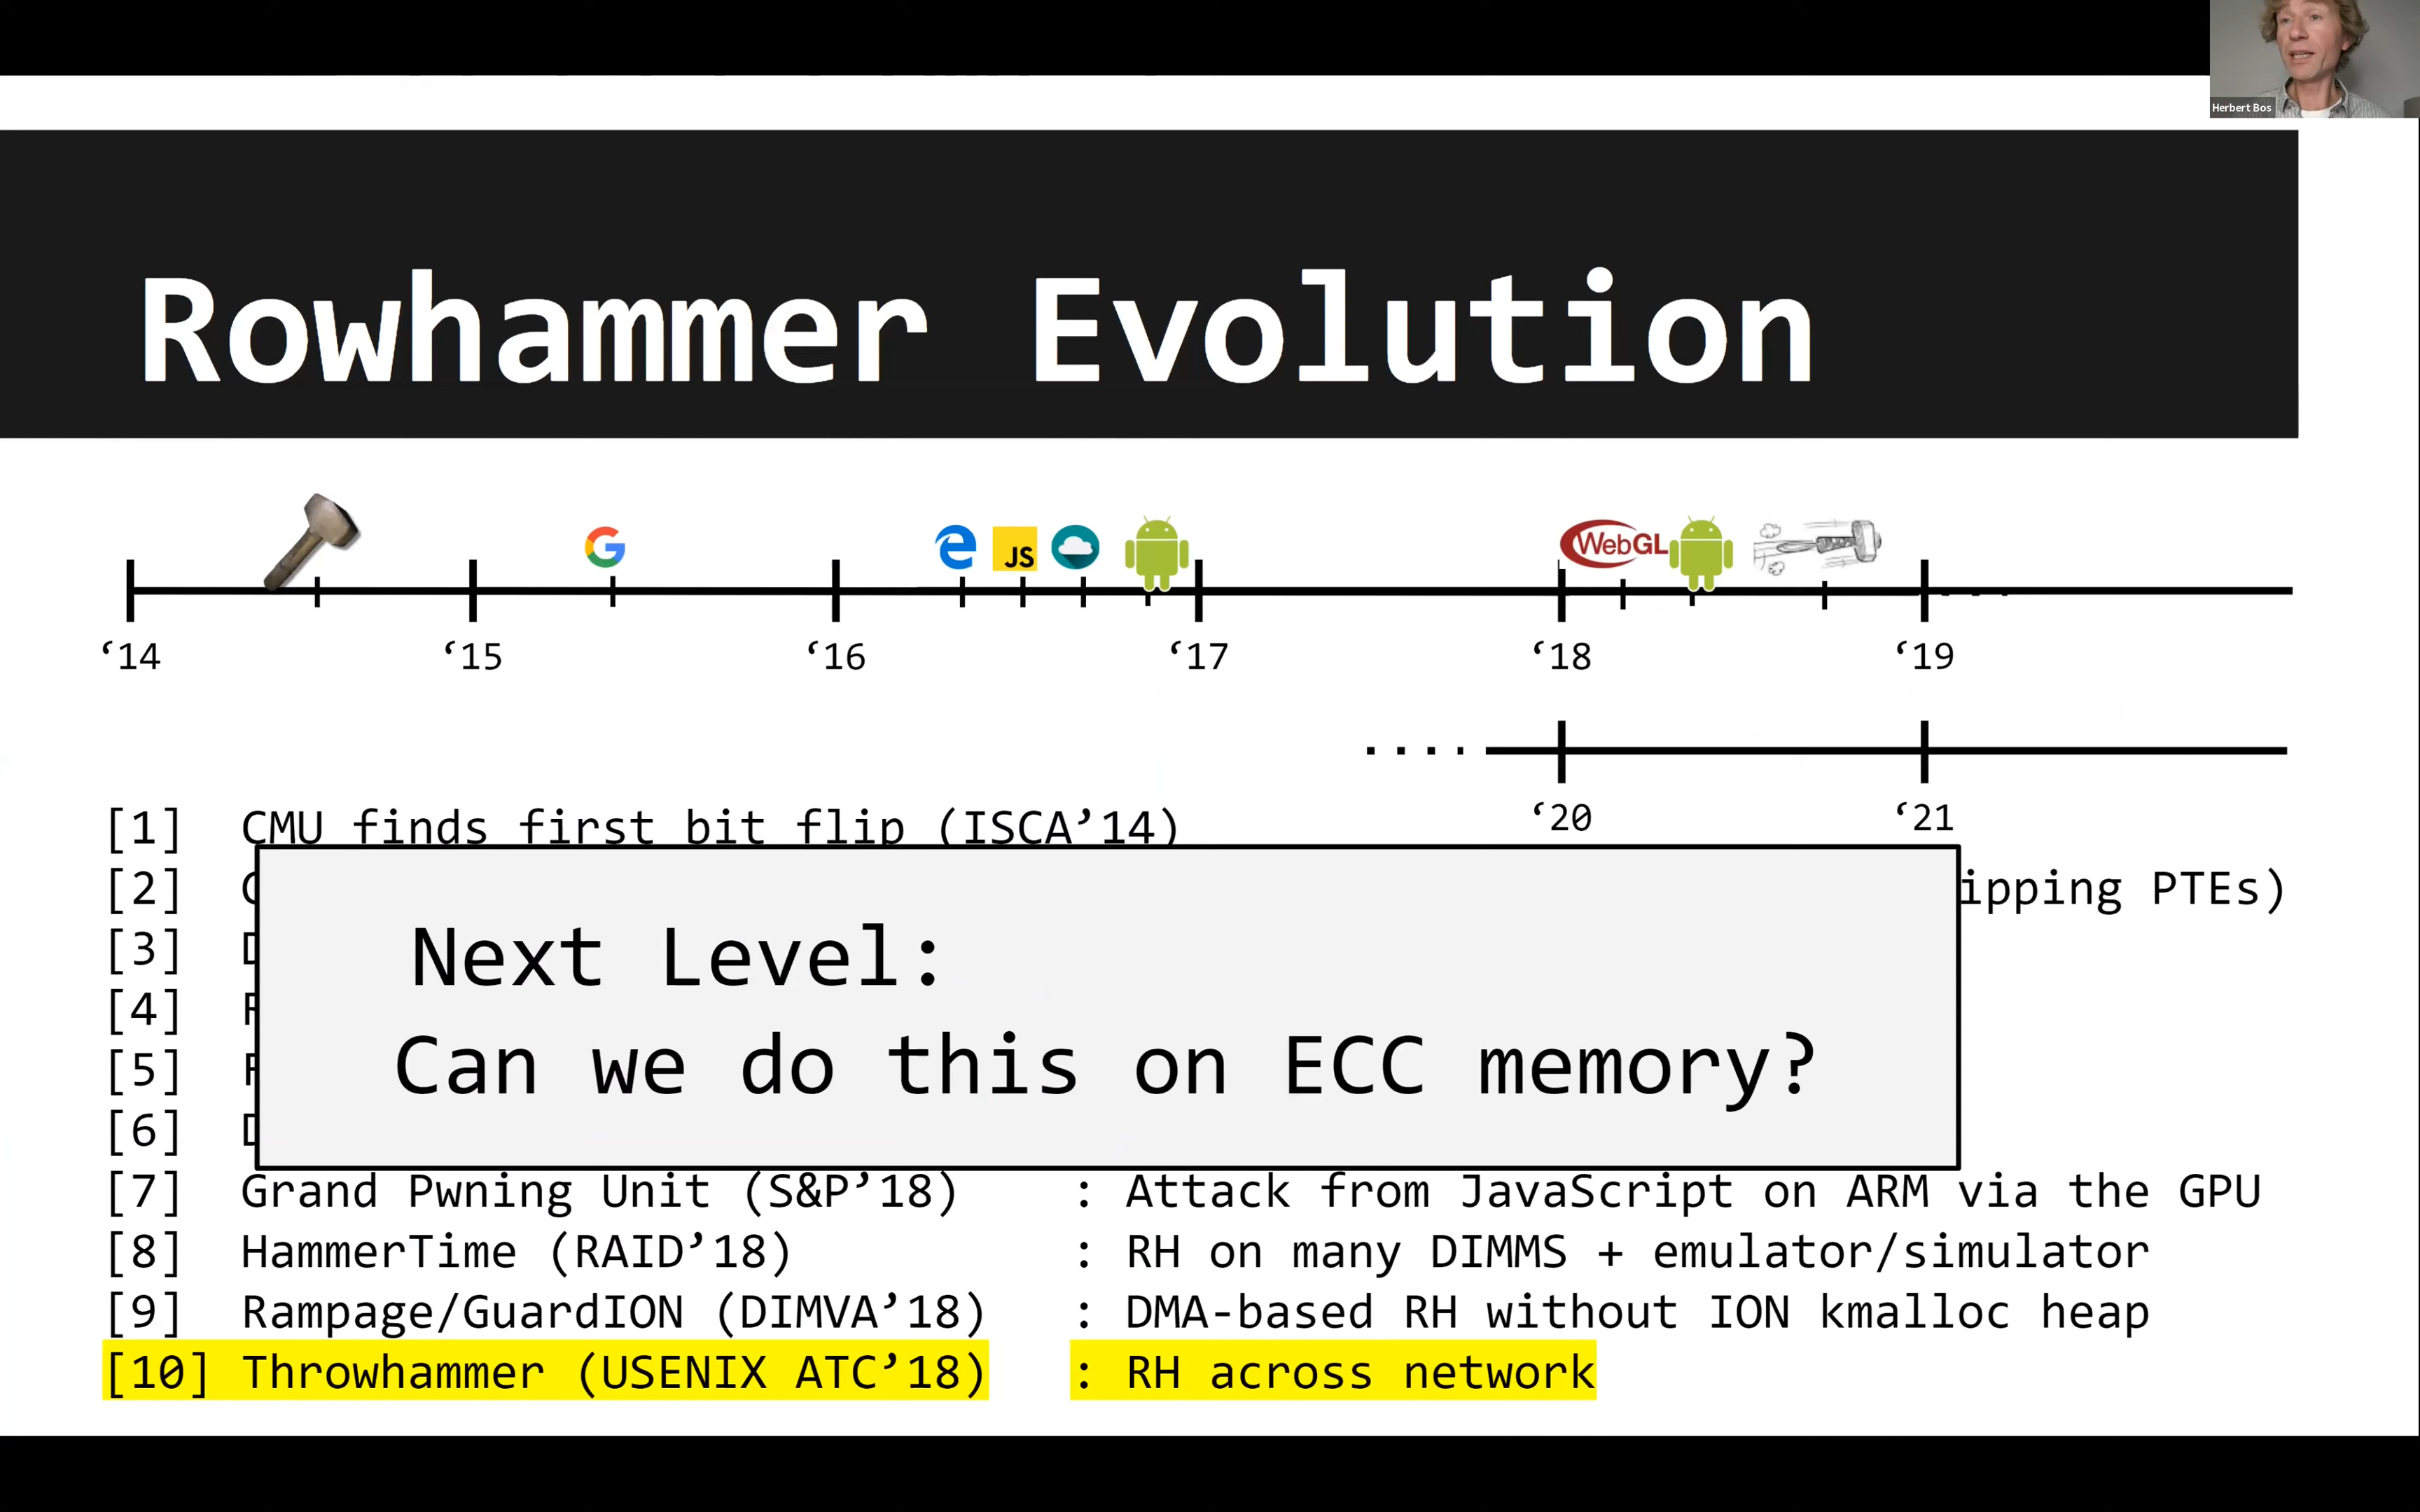 Herbert Bos
Rowhammer Evolution
JS
WebGL
‘14 ‘15 ‘16 ‘17 ‘18 ‘19
‘20 ‘21
[1] CMU finds first bit flip (ISCA’14)
[2] ipping PTEs)
[3]
[4]
[5]
[6]
Next Level:
Can we do this on ECC memory?
[7] Grand Pwning Unit (S&P’18) : Attack from JavaScript on ARM via the GPU
[8] HammerTime (RAID’18) : RH on many DIMMS + emulator/simulator
[9] Rampage/GuardION (DIMVA’18) : DMA-based RH without ION kmalloc heap
[10] Throwhammer (USENIX ATC’18) : RH across network